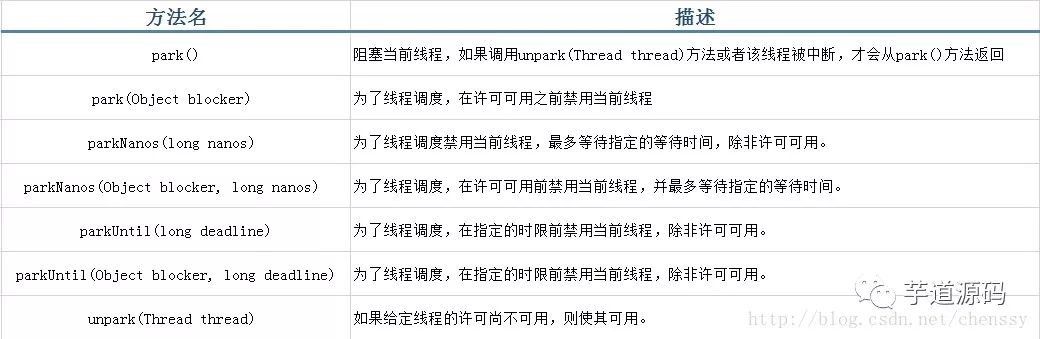 方法名 描述
park() 阻塞当前线程，如果调用unpark(Thread thread)方法或者该线程被中断，才会从park()方法返回
park(Object blocker) 为了线程调度，在许可可用之前禁用当前线程
parkNanos(long nanos) 为了线程调度禁用当前线程，最多等待指定的等待时间，除非许可可用。
parkNanos(Object blocker, long nanos) 为了线程调度，在许可可用前禁用当前线程，并最多等待指定的等待时间。
parkUntil(long deadline) 为了线程调度，在指定的时限前禁用当前线程，除非许可可用。
parkUntil(Object blocker, long deadline) 为了线程调度，在指定的时限前禁用当前线程，除非许可可用。
unpark(Thread thread) 如果给定线程的许可尚不可用，则使其可用。
芋道源码
http://blog.csdn.net/chenssy